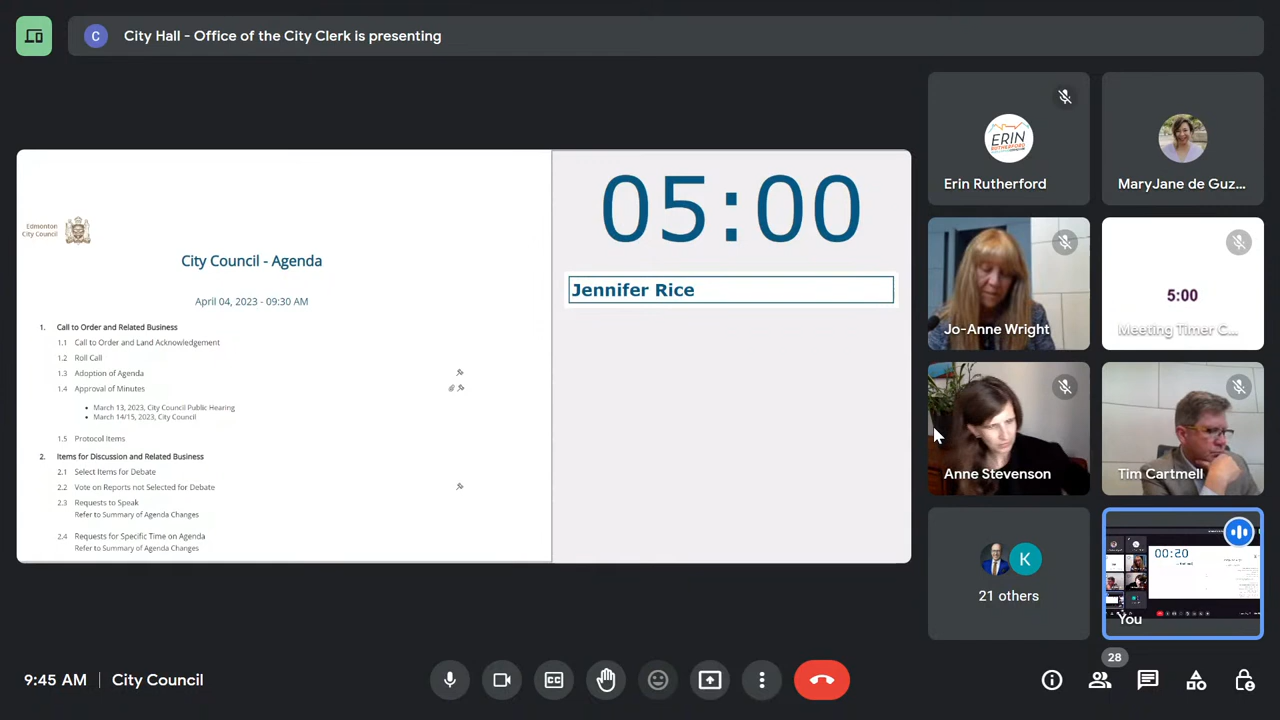 C
City Hall - Office of the City Clerk is presenting
Edmonton
City Council
City Council - Agenda
April 04, 2023 - 09:30 AM
1. Call to Order and Related Business
1.1 Call to Order and Land Acknowledgement
1.2 Roll Call
1.3 Adoption of Agenda
1.4 Approval of Minutes
• March 13, 2023, City Council Public Hearing
• March 14/15, 2023, City Council
1.5 Protocol Items
2. Items for Discussion and Related Business
2.1 Select Items for Debate
2.2 Vote on Reports not Selected for Debate
2.3 Requests to Speak
Refer to Summary of Agenda Changes
2.4 Requests for Specific Time on Agenda
Refer to Summary of Agenda Changes
05:00
Jennifer Rice
ERIN
RUTHERFORD
Erin Rutherford
MaryJane de Guz...
Jo-Anne Wright
5:00
Meeting Timer C...
Anne Stevenson
Tim Cartmell
K
21 others
You
9:45 AM | City Council
CC
28